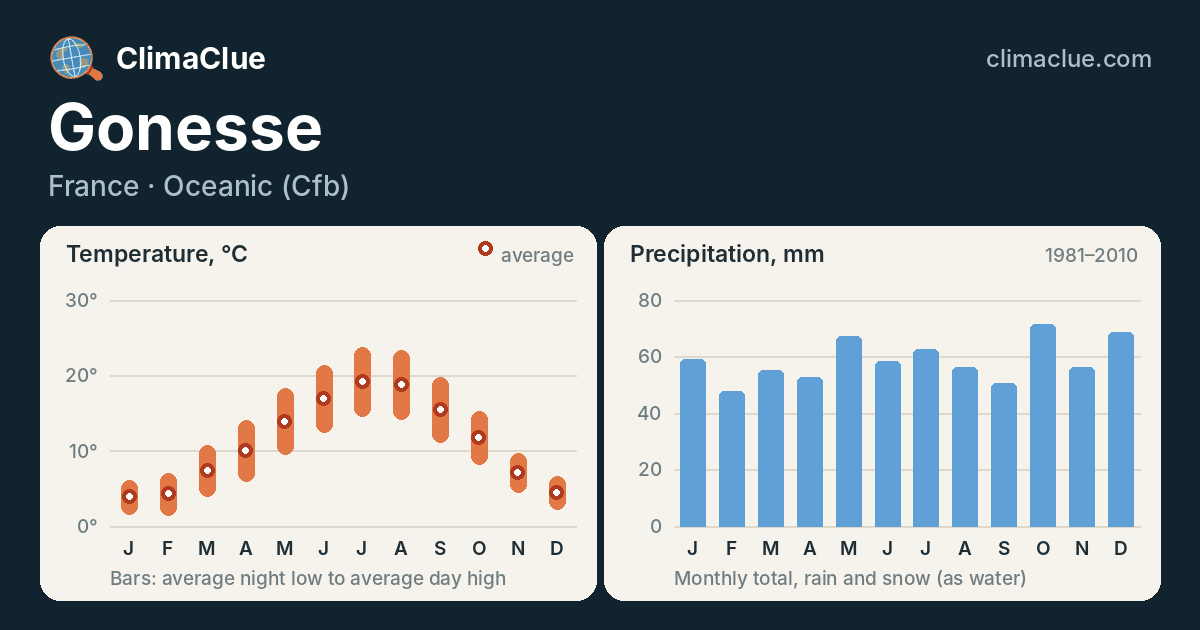 ClimaClue
climaclue.com
Gonesse
France · Oceanic (Cfb)
Temperature, °C
average
30°
20°
10°
0°
J F M A M J J A S O N D
Bars: average night low to average day high
Precipitation, mm
1981–2010
80
60
40
20
0
J F M A M J J A S O N D
Monthly total, rain and snow (as water)